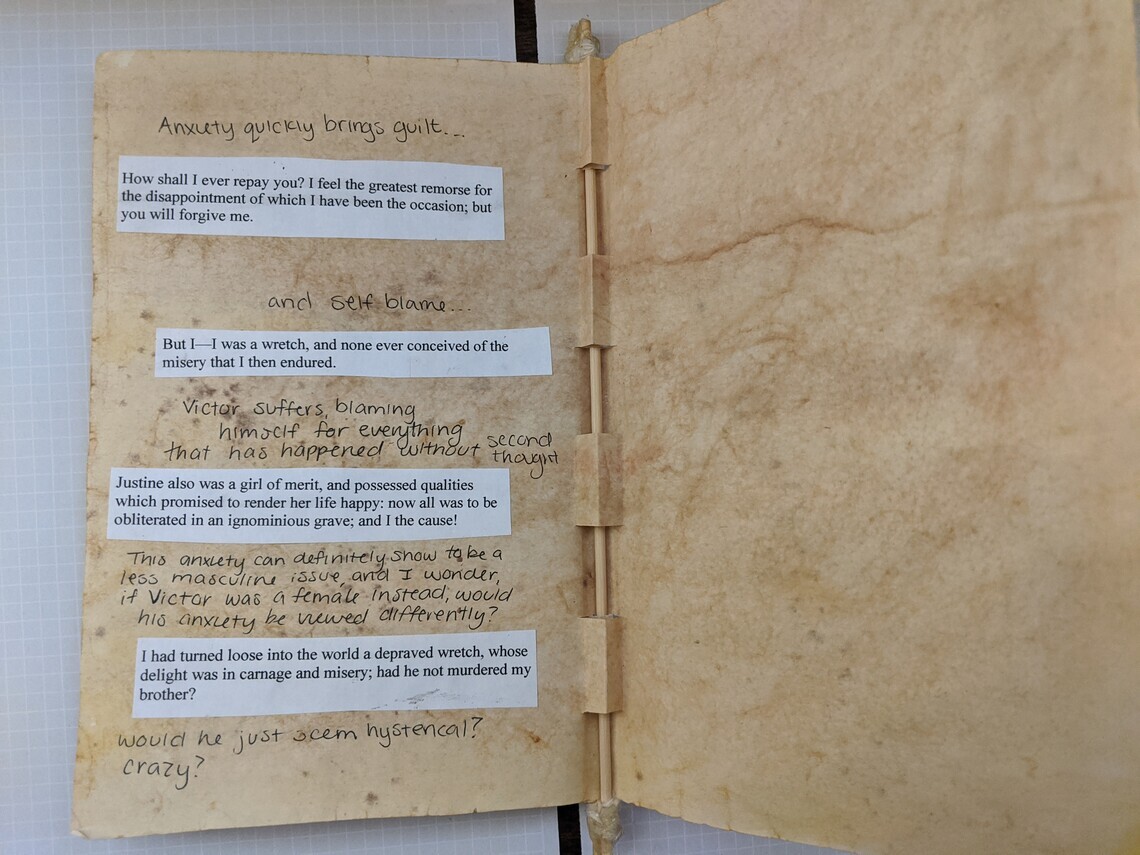 Anxiety quickly brings guilt...
How shall I ever repay you? I feel the greatest remorse for
the disappointment of which I have been the occasion; but
you will forgive me.
and self blame...
But I—I was a wretch, and none ever conceived of the
misery that I then endured.
Victor suffers, blaming
himself for everything
that has happened without second
thought
Justine also was a girl of merit, and possessed qualities
which promised to render her life happy: now all was to be
obliterated in an ignominious grave; and I the cause!
This anxiety can definitely show to be a
less masculine issue, and I wonder,
if Victor was a female instead, would
his anxiety be viewed differently?
I had turned loose into the world a depraved wretch, whose
delight was in carnage and misery; had he not murdered my
brother?
would he just seem hysterical?
crazy?